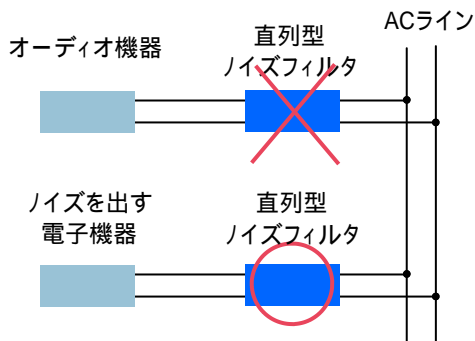 ACライン
オーディオ機器
直列型
ノイズフィルタ
ノイズを出す
電子機器
直列型
ノイズフィルタ